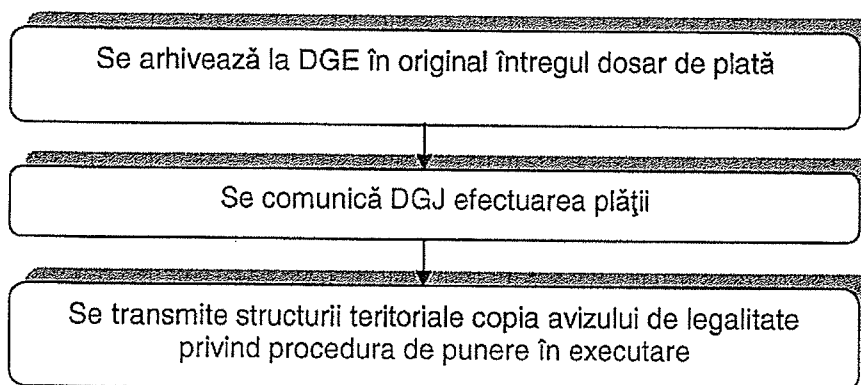 Se arhivează la DGE în original întregul dosar de plată
Se comunică DGJ efectuarea plăţii
Se transmite structurii teritoriale copia avizului de legalitate
privind procedura de punere în executare